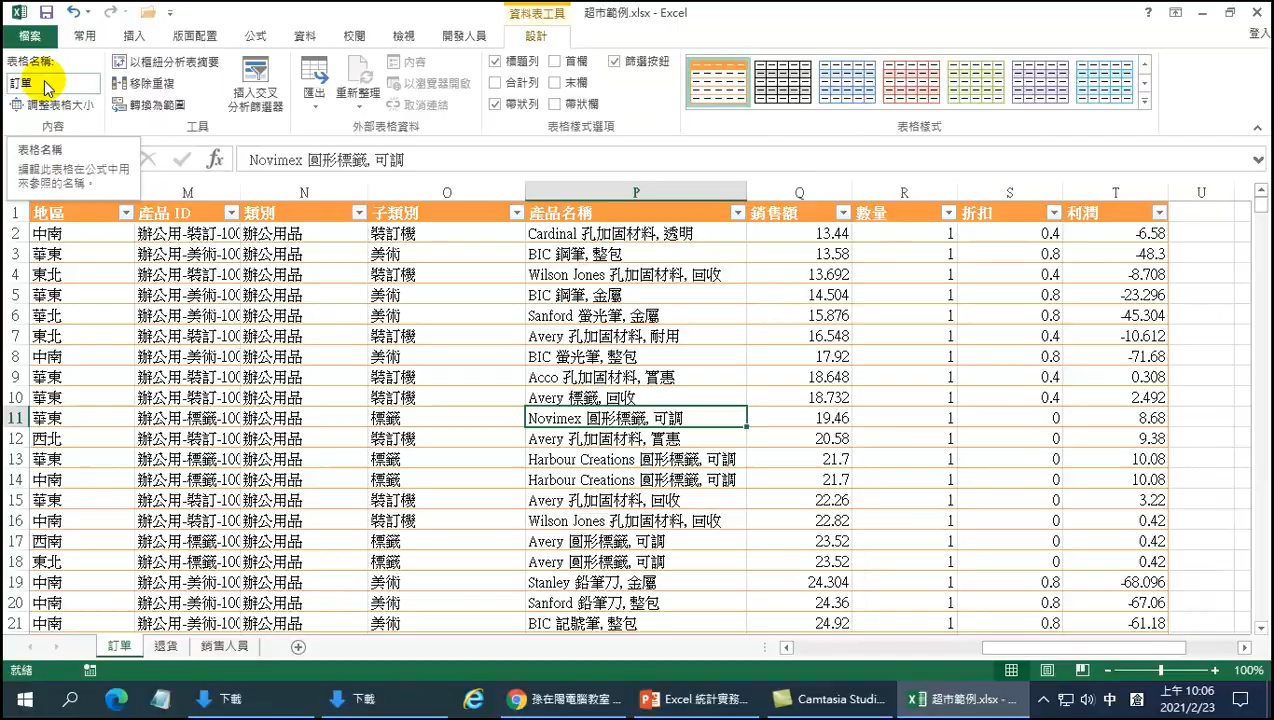 資料表工具 超市範例.xlsx - Excel
檔案 常用 插入 版面配置 公式 資料 校閱 檢視 開發人員 設計 登入
表格名稱:
訂單
調整表格大小
內容
以樞紐分析表摘要
移除重複
轉換為範圍
插入交叉
分析篩選器
工具
匯出
重新整理
內容
以瀏覽器開啟
取消連結
外部表格資料
標題列 首欄 篩選按鈕
合計列 末欄
帶狀列 帶狀欄
表格樣式選項
表格樣式
表格名稱
編輯此表格在公式中用
來參照的名稱。
fx Novimex 圓形標籤, 可調
M N O P Q R S T U
1 地區 產品 ID 類別 子類別 產品名稱 銷售額 數量 折扣 利潤
2 中南 辦公用-裝訂-100 辦公用品 裝訂機 Cardinal 孔加固材料, 透明 13.44 1 0.4 -6.58
3 華東 辦公用-美術-100 辦公用品 美術 BIC 鋼筆, 整包 13.58 1 0.8 -48.3
4 東北 辦公用-裝訂-100 辦公用品 裝訂機 Wilson Jones 孔加固材料, 回收 13.692 1 0.4 -8.708
5 華東 辦公用-美術-100 辦公用品 美術 BIC 鋼筆, 金屬 14.504 1 0.8 -23.296
6 華北 辦公用-美術-100 辦公用品 美術 Sanford 螢光筆, 金屬 15.876 1 0.8 -45.304
7 東北 辦公用-裝訂-100 辦公用品 裝訂機 Avery 孔加固材料, 耐用 16.548 1 0.4 -10.612
8 中南 辦公用-美術-100 辦公用品 美術 BIC 螢光筆, 整包 17.92 1 0.8 -71.68
9 華東 辦公用-裝訂-100 辦公用品 裝訂機 Acco 孔加固材料, 實惠 18.648 1 0.4 0.308
10 華東 辦公用-裝訂-100 辦公用品 裝訂機 Avery 標籤, 回收 18.732 1 0.4 2.492
11 華東 辦公用-標籤-100 辦公用品 標籤 Novimex 圓形標籤, 可調 19.46 1 0 8.68
12 西北 辦公用-裝訂-100 辦公用品 裝訂機 Avery 孔加固材料, 實惠 20.58 1 0 9.38
13 華東 辦公用-標籤-100 辦公用品 標籤 Harbour Creations 圓形標籤, 可調 21.7 1 0 10.08
14 中南 辦公用-標籤-100 辦公用品 標籤 Harbour Creations 圓形標籤, 可調 21.7 1 0 10.08
15 華東 辦公用-裝訂-100 辦公用品 裝訂機 Avery 孔加固材料, 回收 22.26 1 0 3.22
16 中南 辦公用-裝訂-100 辦公用品 裝訂機 Wilson Jones 孔加固材料, 回收 22.82 1 0 0.42
17 西南 辦公用-標籤-100 辦公用品 標籤 Avery 圓形標籤, 可調 23.52 1 0 0.42
18 東北 辦公用-標籤-100 辦公用品 標籤 Avery 圓形標籤, 可調 23.52 1 0 0.42
19 中南 辦公用-美術-100 辦公用品 美術 Stanley 鉛筆刀, 金屬 24.304 1 0.8 -68.096
20 中南 辦公用-美術-100 辦公用品 美術 Sanford 鉛筆刀, 整包 24.36 1 0.8 -67.06
21 中南 辦公用-美術-100 辦公用品 美術 BIC 記號筆, 整包 24.92 1 0.8 -61.18
訂單 退貨 銷售人員
就緒 100%
下載 下載 孫在陽電腦教室 ... Excel 統計實務... Camtasia Studi... 超市範例.xlsx - ... 中 上午 10:06
2021/2/23